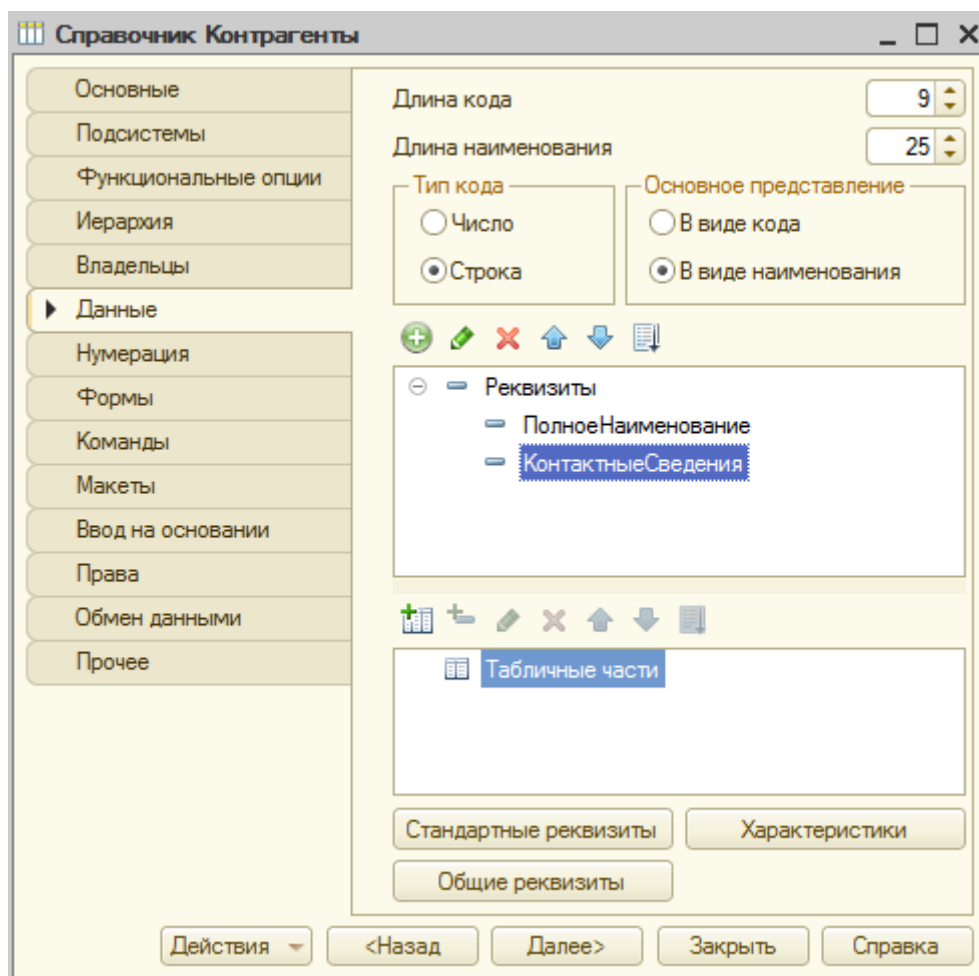 Справочник Контрагенты
Основные
Подсистемы
Функциональные опции
Иерархия
Владельцы
Данные
Нумерация
Формы
Команды
Макеты
Ввод на основании
Права
Обмен данными
Прочее
Длина кода 9
Длина наименования 25
Тип кода
Число
Строка
Основное представление
В виде кода
В виде наименования
Реквизиты
ПолноеНаименование
КонтактныеСведения
Табличные части
Стандартные реквизиты Характеристики
Общие реквизиты
Действия <Назад Далее> Закрыть Справка